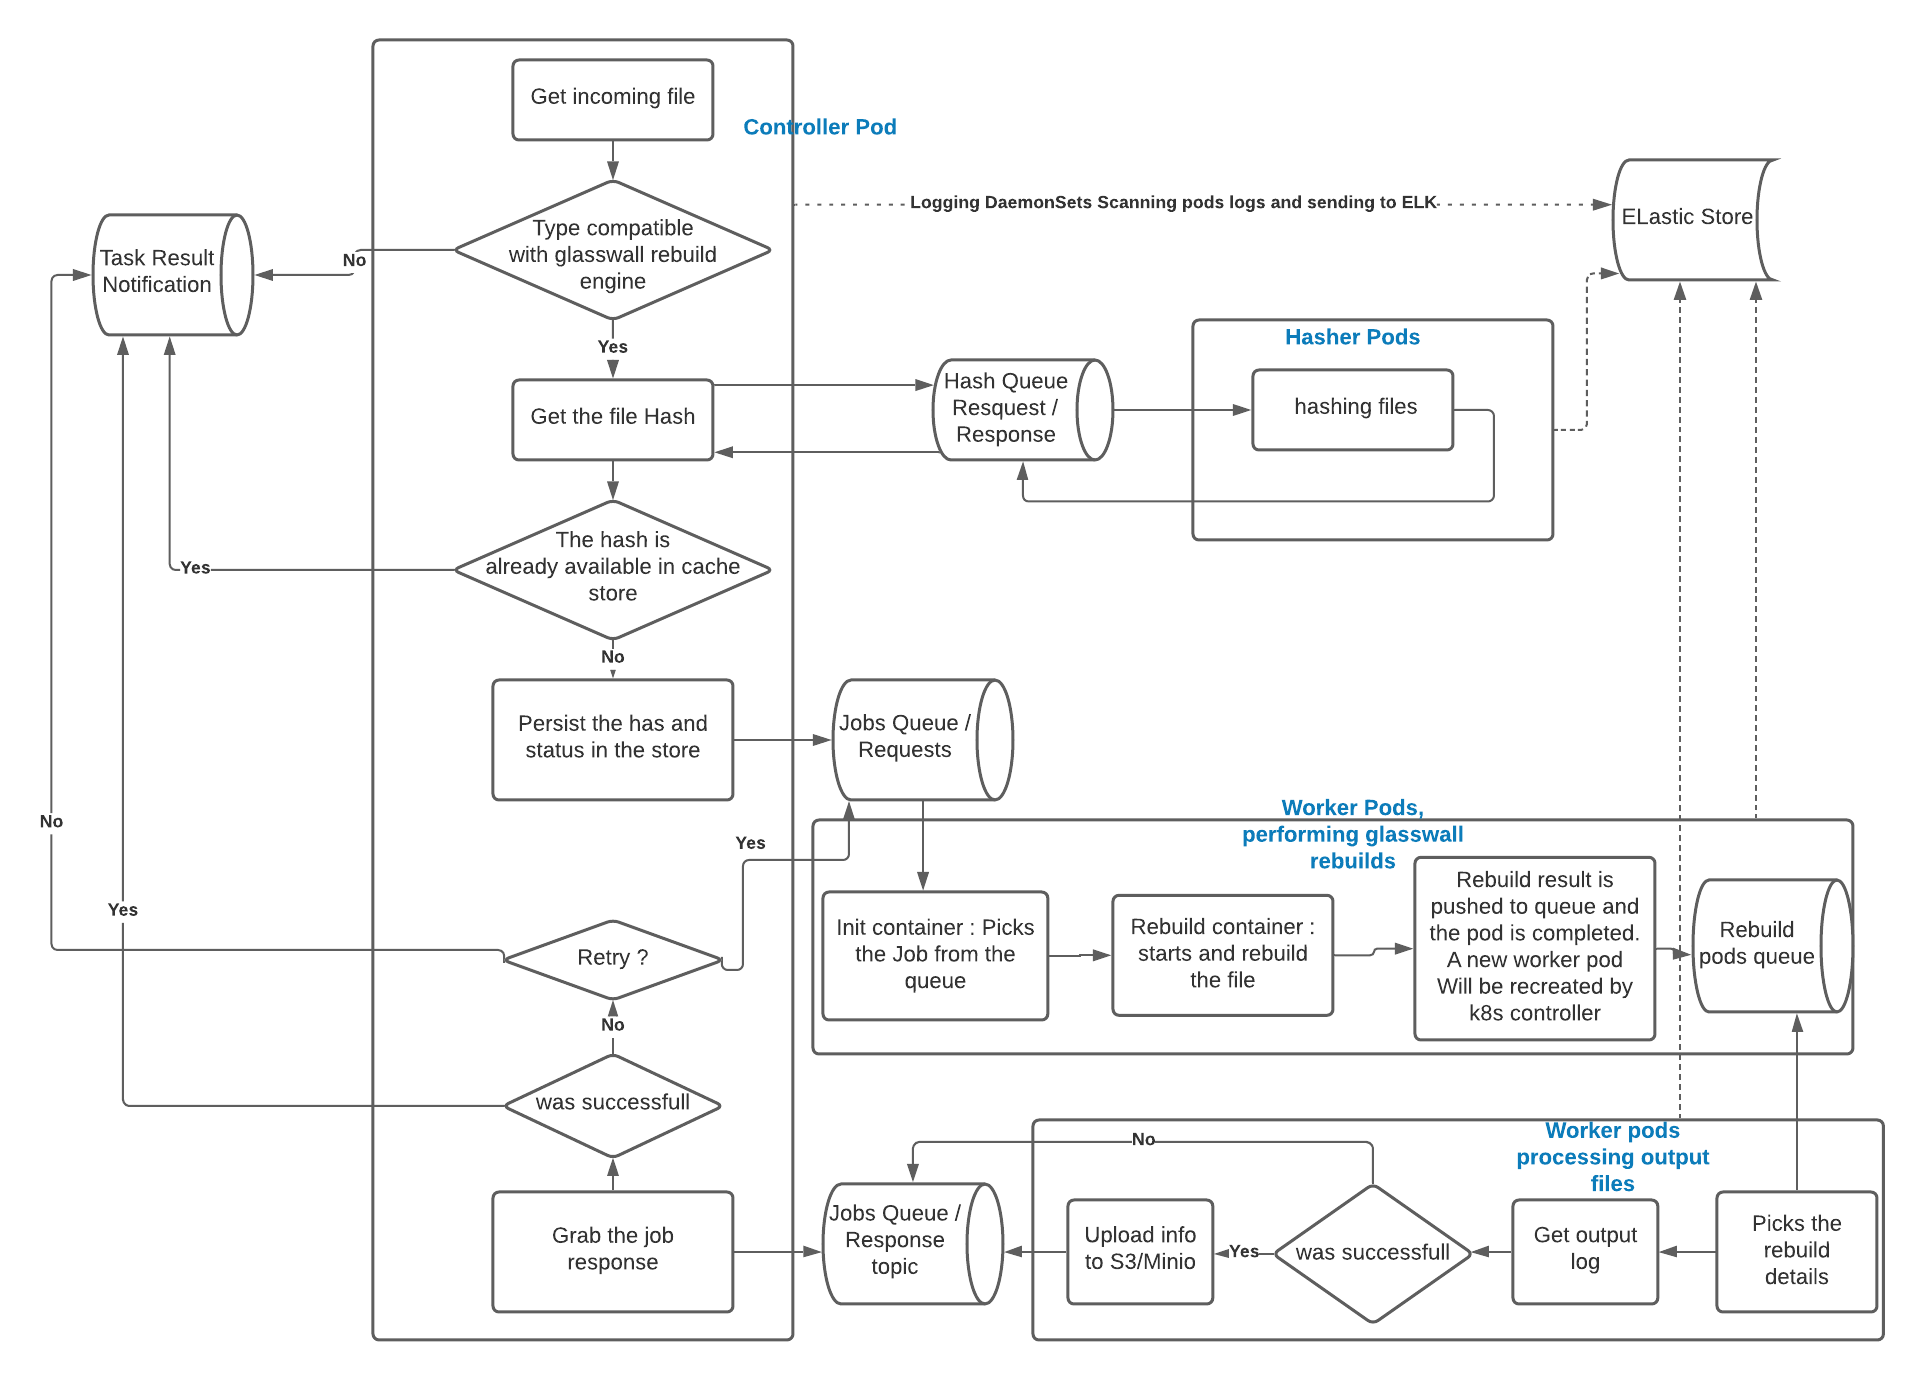 Get incoming file
Controller Pod
Type compatible
with glasswall rebuild
engine
No
Yes
Task Result
Notification
Logging DaemonSets Scanning pods logs and sending to ELK
ELastic Store
Get the file Hash
Hash Queue
Resquest /
Response
Hasher Pods
hashing files
The hash is
already available in cache
store
Yes
No
Persist the has and
status in the store
Jobs Queue /
Requests
No
Yes
Yes
Retry ?
No
was successfull
Grab the job
response
Worker Pods,
performing glasswall
rebuilds
Init container : Picks
the Job from the
queue
Rebuild container :
starts and rebuild
the file
Rebuild result is
pushed to queue and
the pod is completed.
A new worker pod
Will be recreated by
k8s controller
Rebuild
pods queue
Worker pods
processing output
files
No
Jobs Queue /
Response
topic
Upload info
to S3/Minio
Yes
was successfull
Get output
log
Picks the
rebuild
details